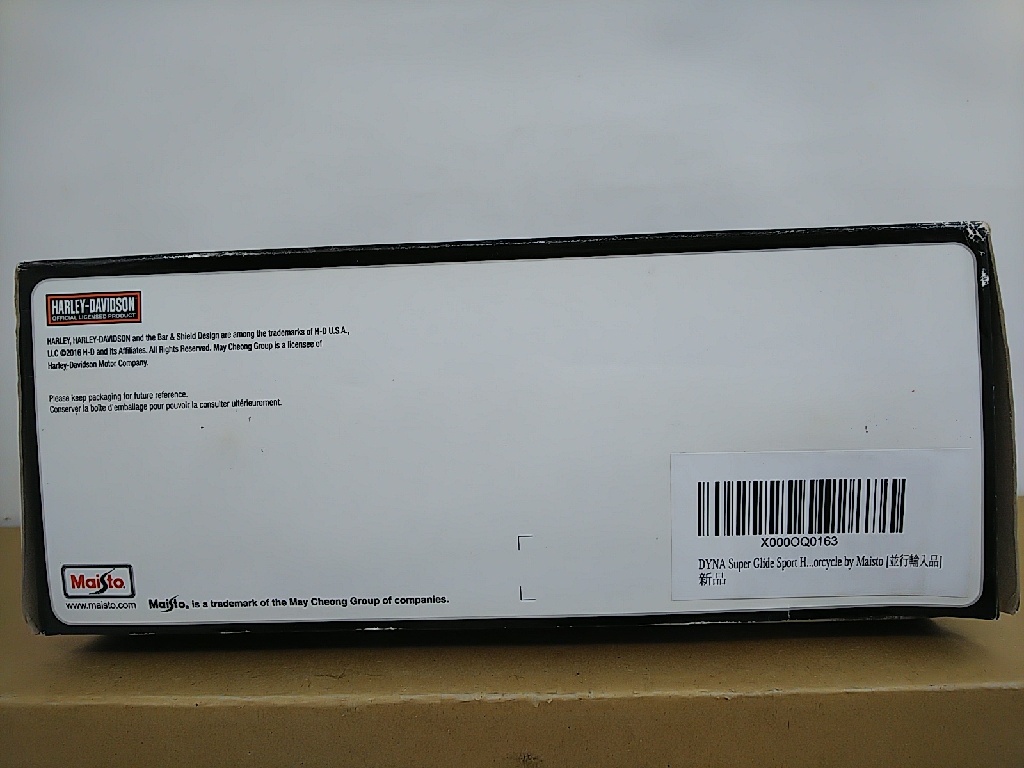 HARLEY-DAVIDSON
OFFICIAL LICENSED PRODUCT
HARLEY, HARLEY-DAVIDSON and the Bar & Shield Design are among the trademarks of H-D U.S.A.,
LLC ©2016 H-D and its Affiliates. All Rights Reserved. May Cheong Group is a licensee of
Harley-Davidson Motor Company.
Please keep packaging for future reference.
Conserver la boîte d'emballage pour pouvoir la consulter ultérieurement.
X000OQ0163
DYNA Super Glide Sport H...orcycle by Maisto [並行輸入品]
新品
Maisto
www.maisto.com
Maisto, is a trademark of the May Cheong Group of companies.